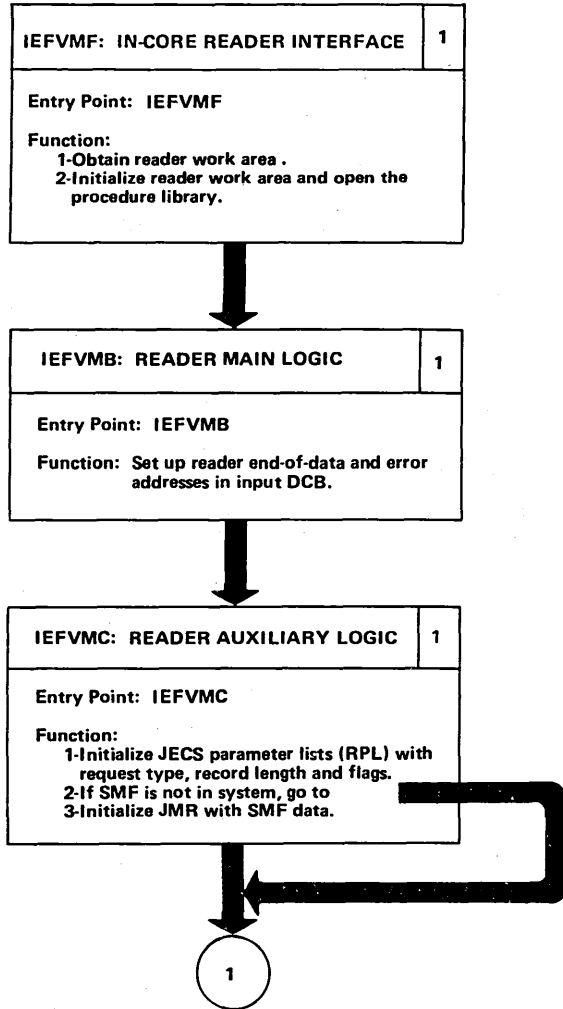 IEFVMF: IN-CORE READER INTERFACE 1
Entry Point: IEFVMF
Function:
1-Obtain reader work area .
2-Initialize reader work area and open the
procedure library.
IEFVMB: READER MAIN LOGIC 1
Entry Point: IEFVMB
Function: Set up reader end-of-data and error
addresses in input DCB.
IEFVMC: READER AUXILIARY LOGIC 1
Entry Point: IEFVMC
Function:
1-Initialize JECS parameter lists (RPL) with
request type, record length and flags.
2-If SMF is not in system, go to
3-Initialize JMR with SMF data.
1